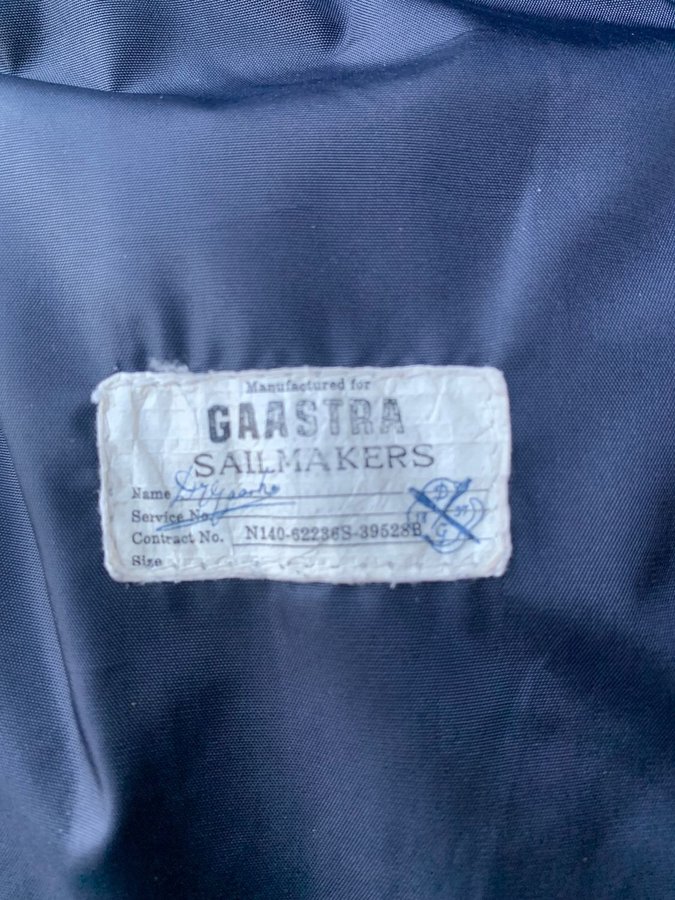 Manufactured for
GAASTRA
SAILMAKERS
Name
Service No.
Contract No. N140-62236S-39528B
Size
D
G